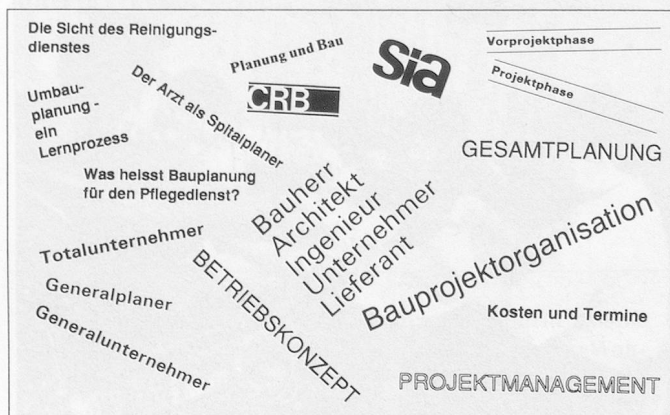 Die Sicht des Reinigungs-
dienstes
Planung und Bau
sia
Vorprojektphase
Projektphase
CRB
Umbau-
planung -
ein
Lernprozess
Der Arzt als Spitalplaner
GESAMTPLANUNG
Was heisst Bauplanung
für den Pflegedienst?
Bauherr
Architekt
Ingenieur
Unternehmer
Lieferant
Totalunternehmer
Generalplaner
Generalunternehmer
BETRIEBSKONZEPT
Bauprojektorganisation
Kosten und Termine
PROJEKTMANAGEMENT